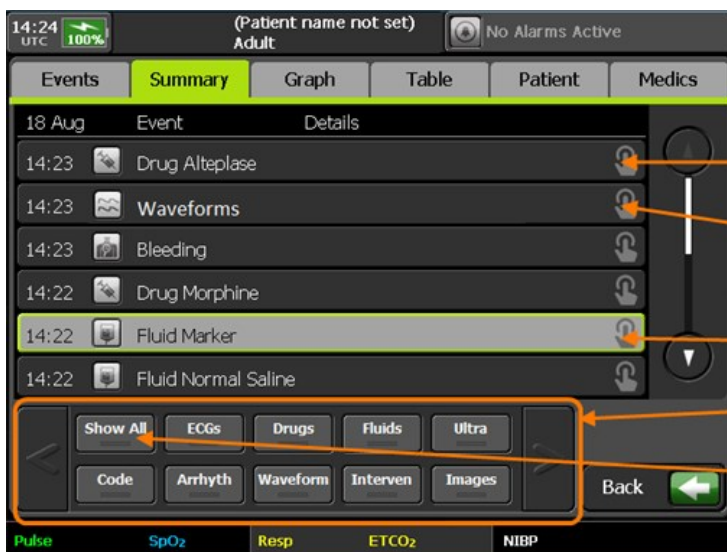 14:24 (Patient name not set) No Alarms Active
UTC 100% Adult
Events Summary Graph Table Patient Medics
18 Aug Event Details
14:23 Drug Alteplase
14:23 Waveforms
14:23 Bleeding
14:22 Drug Morphine
14:22 Fluid Marker
14:22 Fluid Normal Saline
Show All ECGs Drugs Fluids Ultra
Code Arrhyth Waveform Interven Images
Back
Pulse SpO₂ Resp ETCO₂ NIBP